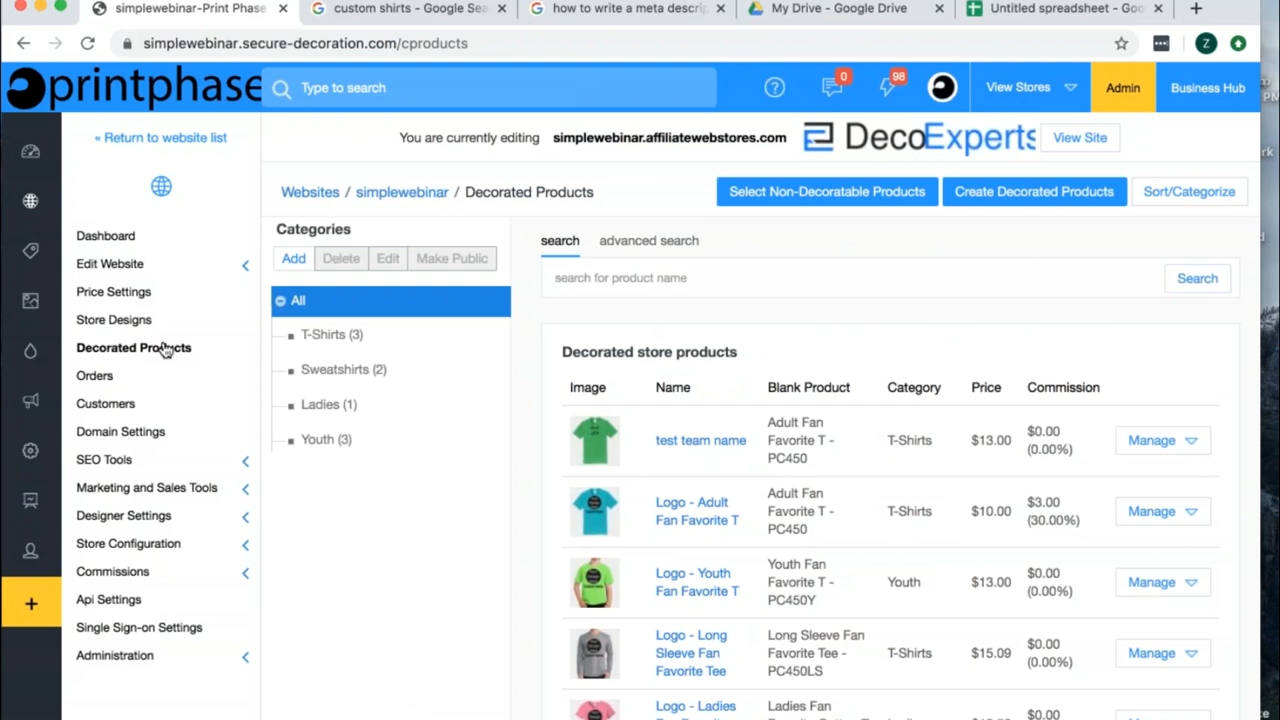 simplewebinar-Print Phase
custom shirts - Google Sea
how to write a meta descrip
My Drive - Google Drive
Untitled spreadsheet - Goo
simplewebinar.secure-decoration.com/cproducts
Z
printphase
Type to search
0
98
View Stores
Admin
Business Hub
« Return to website list
You are currently editing simplewebinar.affiliatewebstores.com
DecoExperts
View Site
Websites / simplewebinar / Decorated Products
Select Non-Decoratable Products
Create Decorated Products
Sort/Categorize
Dashboard
Edit Website
Price Settings
Store Designs
Decorated Products
Orders
Customers
Domain Settings
SEO Tools
Marketing and Sales Tools
Designer Settings
Store Configuration
Commissions
Api Settings
Single Sign-on Settings
Administration
Categories
Add Delete Edit Make Public
All
T-Shirts (3)
Sweatshirts (2)
Ladies (1)
Youth (3)
search advanced search
search for product name
Search
Decorated store products
Image Name Blank Product Category Price Commission
test team name
Adult Fan
Favorite T -
PC450
T-Shirts
$13.00
$0.00
(0.00%)
Manage
Logo - Adult
Fan Favorite T
Adult Fan
Favorite T -
PC450
T-Shirts
$10.00
$3.00
(30.00%)
Manage
Logo - Youth
Fan Favorite T
Youth Fan
Favorite T -
PC450Y
Youth
$13.00
$0.00
(0.00%)
Manage
Logo - Long
Sleeve Fan
Favorite Tee
Long Sleeve Fan
Favorite Tee -
PC450LS
T-Shirts
$15.09
$0.00
(0.00%)
Manage
Logo - Ladies
Ladies Fan
$0.00